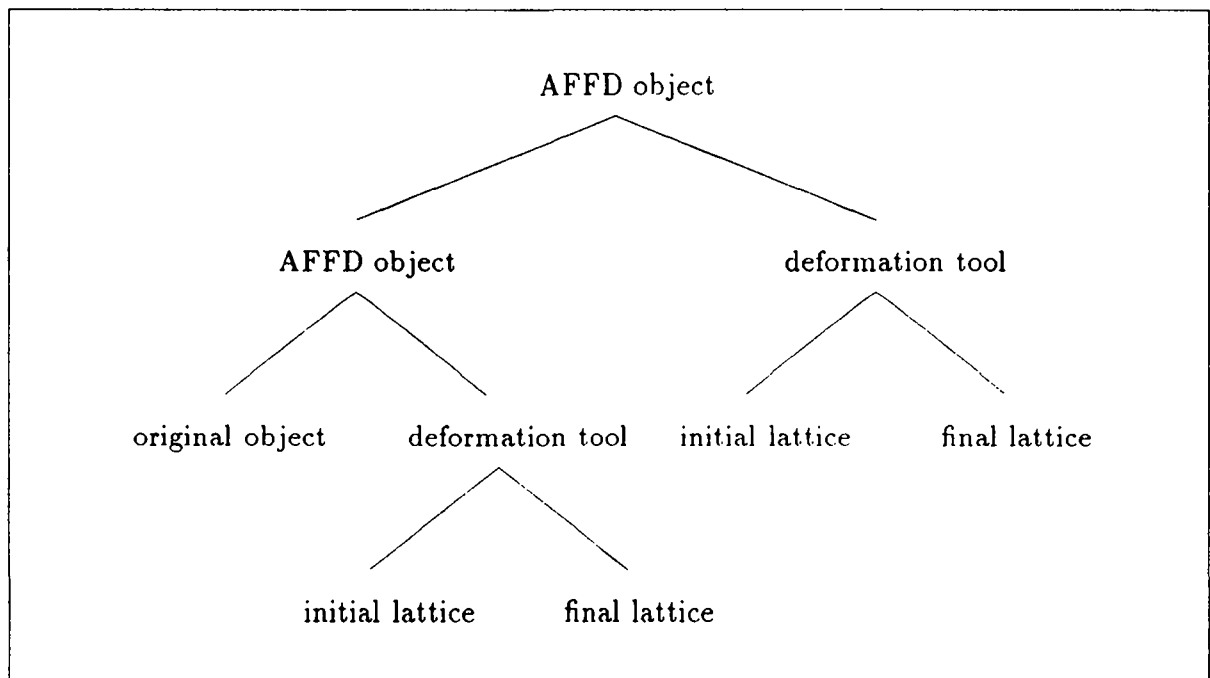 AFFD object
AFFD object deformation tool
original object deformation tool initial lattice final lattice
initial lattice final lattice